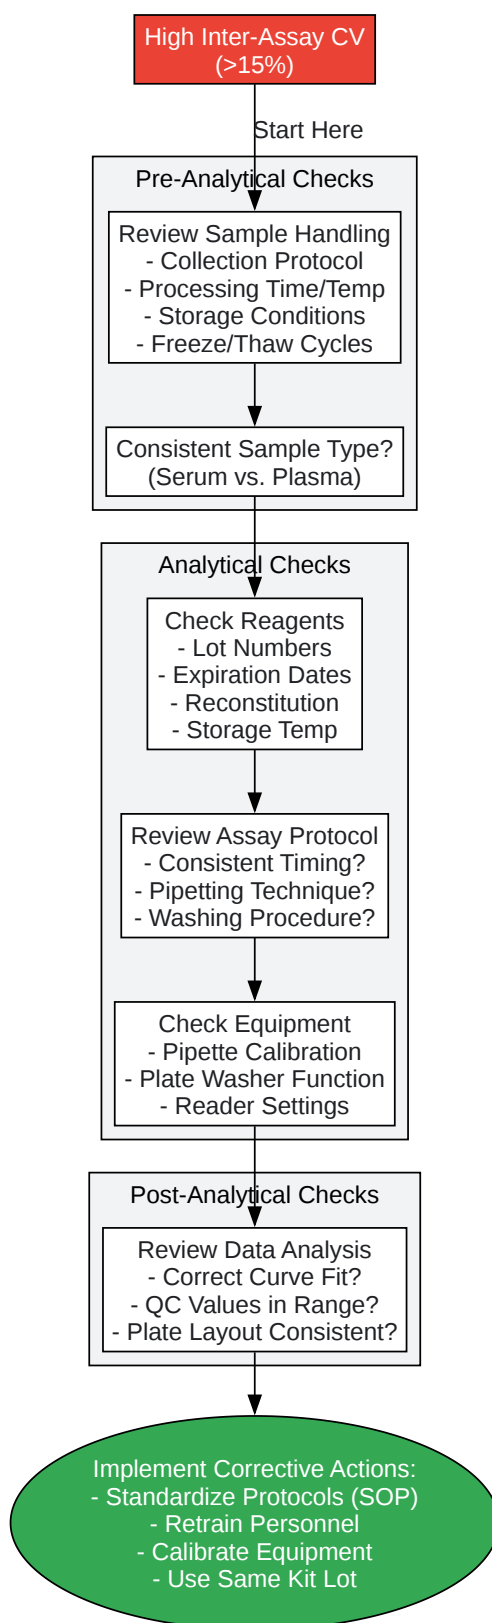 High Inter-Assay CV
(>15%)
Start Here
Pre-Analytical Checks
Review Sample Handling
- Collection Protocol
- Processing Time/Temp
- Storage Conditions
- Freeze/Thaw Cycles
Consistent Sample Type?
(Serum vs. Plasma)
Analytical Checks
Check Reagents
- Lot Numbers
- Expiration Dates
- Reconstitution
- Storage Temp
Review Assay Protocol
- Consistent Timing?
- Pipetting Technique?
- Washing Procedure?
Check Equipment
- Pipette Calibration
- Plate Washer Function
- Reader Settings
Post-Analytical Checks
Review Data Analysis
- Correct Curve Fit?
- QC Values in Range?
- Plate Layout Consistent?
Implement Corrective Actions:
- Standardize Protocols (SOP)
- Retrain Personnel
- Calibrate Equipment
- Use Same Kit Lot